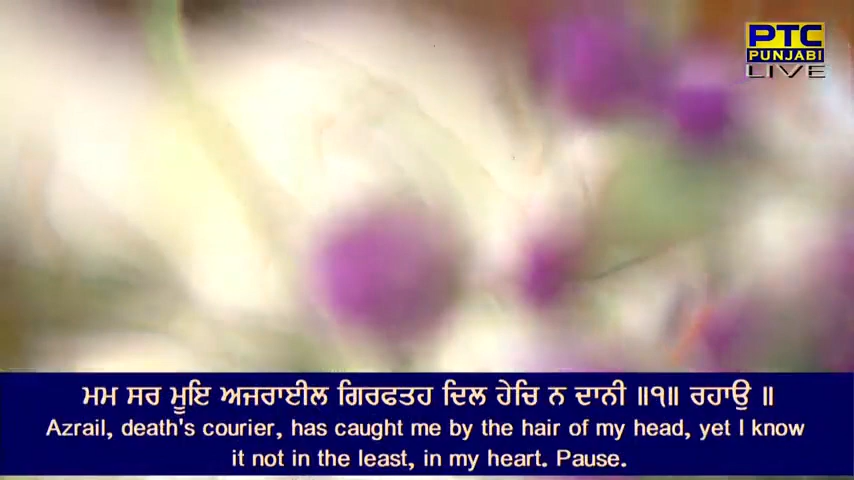 PTC
PUNJABI
LIVE
ਮਮ ਸਰ ਮੂਇ ਅਜਰਾਈਲ ਗਿਰਫਤਹ ਦਿਲ ਹੇਚਿ ਨ ਦਾਨੀ ॥੧॥ ਰਹਾਉ ॥
Azrail, death's courier, has caught me by the hair of my head, yet I know
it not in the least, in my heart. Pause.